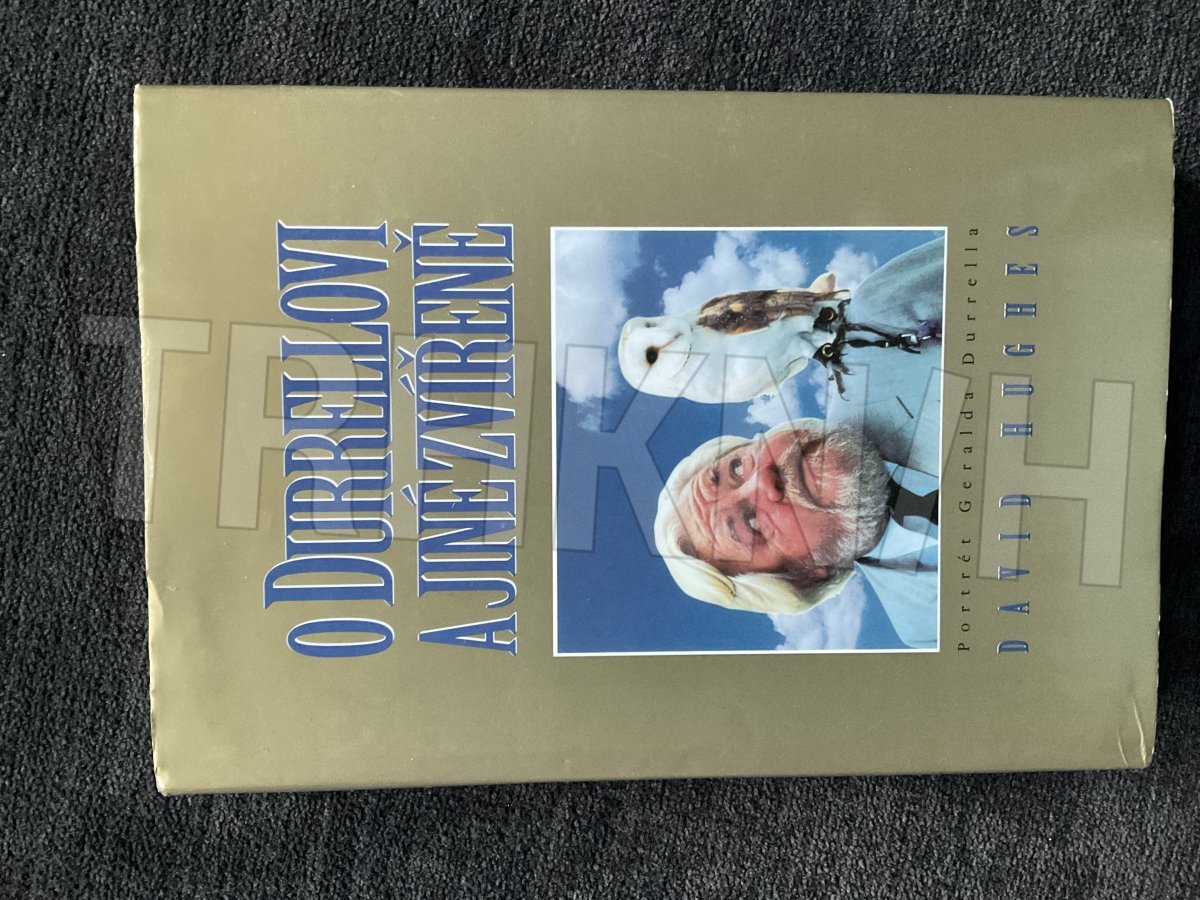 O DURRELLOVI
A JINÉ ZVÍŘENĚ
Portrét Geralda Durrella
DAVID HUGHES
TRIKNIH